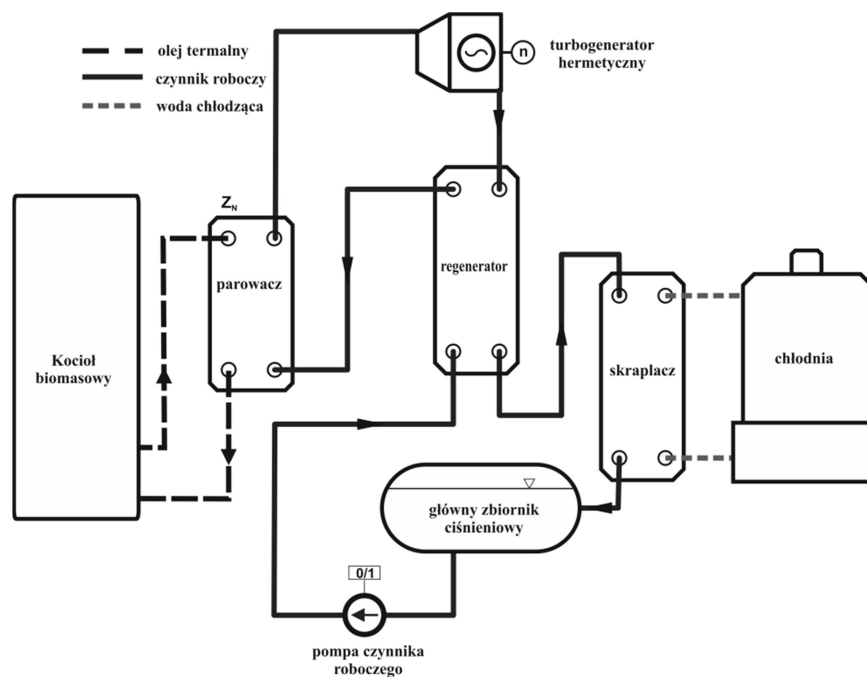 olej termalny
czynnik roboczy
woda chłodząca
n
turbogenerator
hermetyczny
Z_N
parowacz
regenerator
Kocioł
biomasowy
skraplacz
chłodnia
główny zbiornik
ciśnieniowy
0/1
pompa czynnika
roboczego